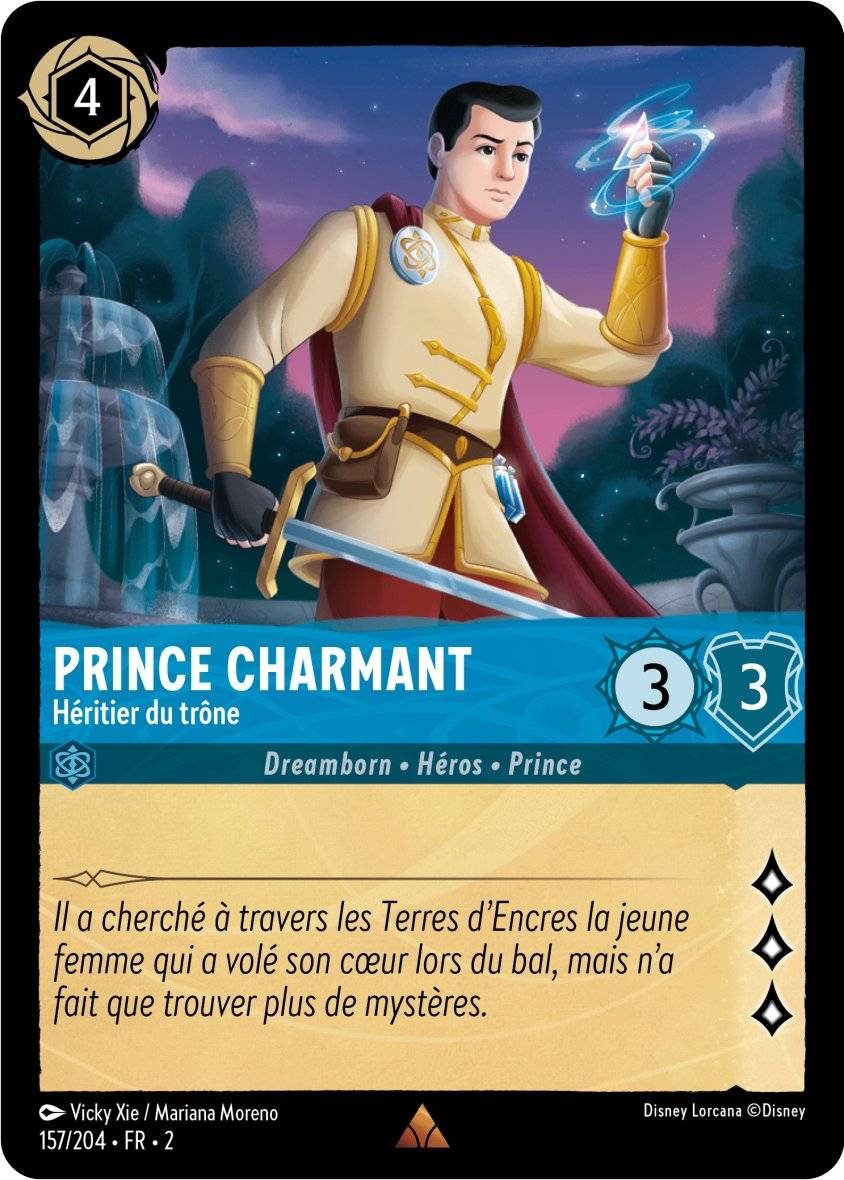 4
PRINCE CHARMANT
Héritier du trône
3
3
Dreamborn • Héros • Prince
Il a cherché à travers les Terres d'Encres la jeune
femme qui a volé son cœur lors du bal, mais n'a
fait que trouver plus de mystères.
Vicky Xie / Mariana Moreno
Disney Lorcana ©Disney
157/204 • FR • 2